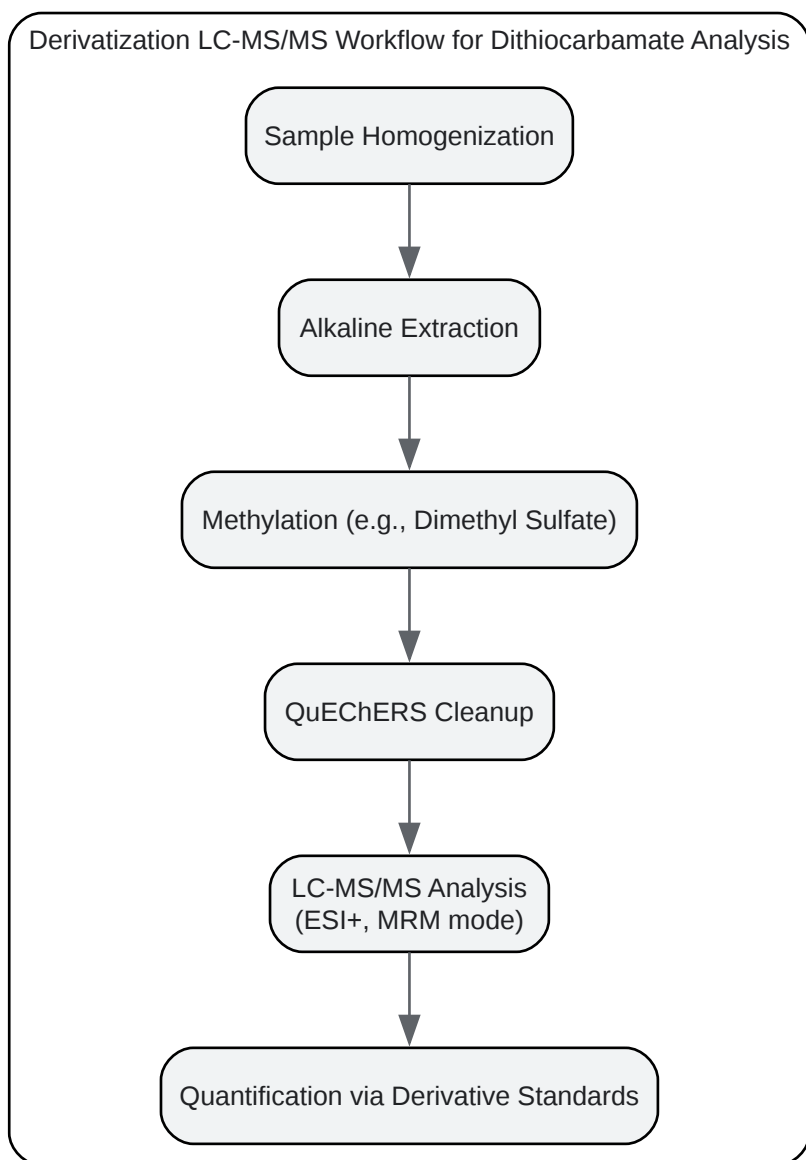 Derivatization LC-MS/MS Workflow for Dithiocarbamate Analysis
Sample Homogenization
Alkaline Extraction
Methylation (e.g., Dimethyl Sulfate)
QuEChERS Cleanup
LC-MS/MS Analysis
(ESI+, MRM mode)
Quantification via Derivative Standards